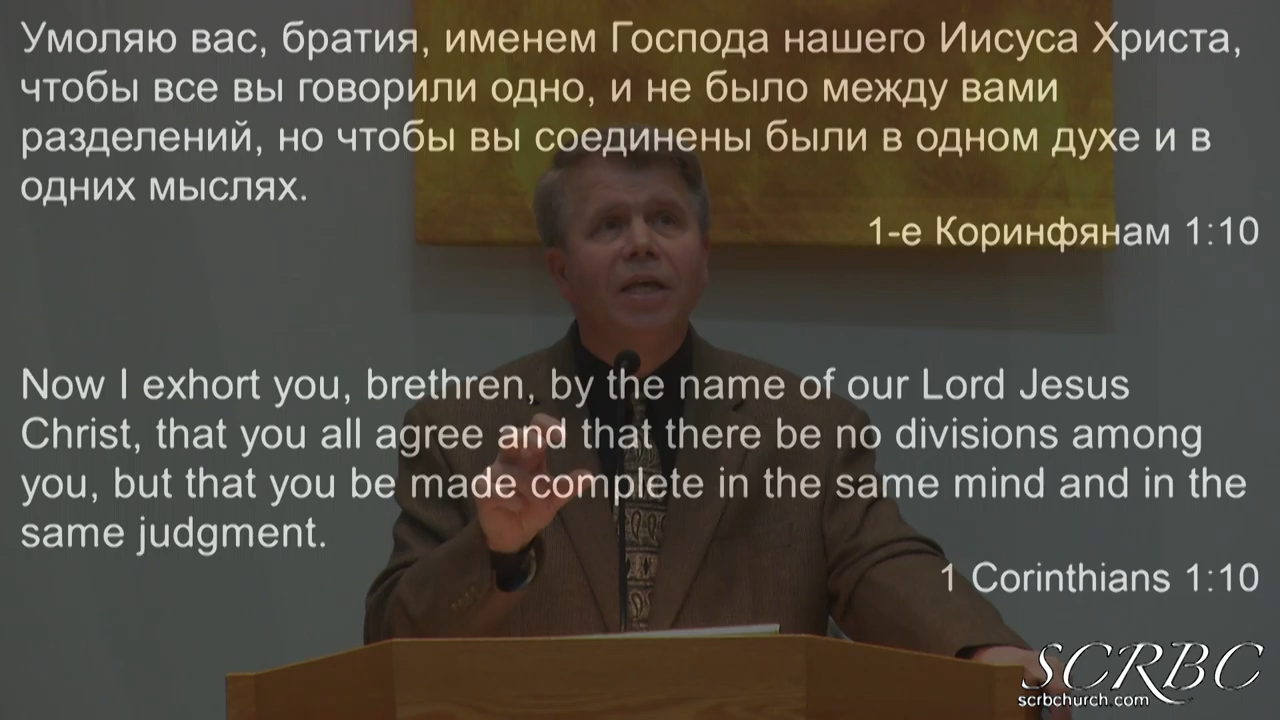 Умоляю вас, братия, именем Господа нашего Иисуса Христа,
чтобы все вы говорили одно, и не было между вами
разделений, но чтобы вы соединены были в одном духе и в
одних мыслях.
1-е Коринфянам 1:10
Now I exhort you, brethren, by the name of our Lord Jesus
Christ, that you all agree and that there be no divisions among
you, but that you be made complete in the same mind and in the
same judgment.
1 Corinthians 1:10
SCRBC
scrbchurch.com